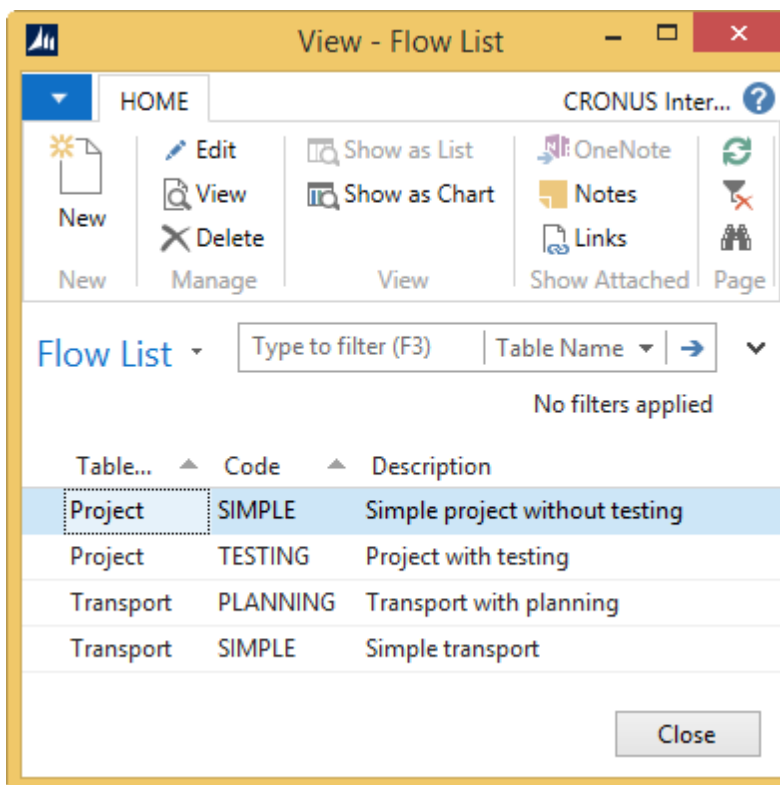 View - Flow List
HOME CRONUS Inter... ?
Edit Show as List OneNote
New View Show as Chart Notes
Delete Links
New Manage View Show Attached Page
Flow List Type to filter (F3) Table Name
No filters applied
Table... Code Description
Project SIMPLE Simple project without testing
Project TESTING Project with testing
Transport PLANNING Transport with planning
Transport SIMPLE Simple transport
Close